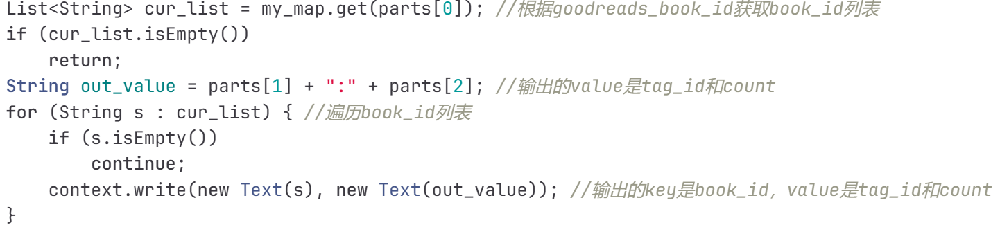 List<String> cur_list = my_map.get(parts[0]); //根据goodreads_book_id获取book_id列表
if (cur_list.isEmpty())
    return;
String out_value = parts[1] + ":" + parts[2]; //输出的value是tag_id和count
for (String s : cur_list) { //遍历book_id列表
    if (s.isEmpty())
        continue;
    context.write(new Text(s), new Text(out_value)); //输出的key是book_id，value是tag_id和count
}